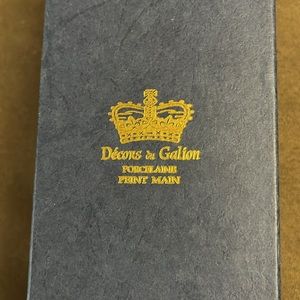 Décors du Galion
PORCELAINE
PEINT MAIN